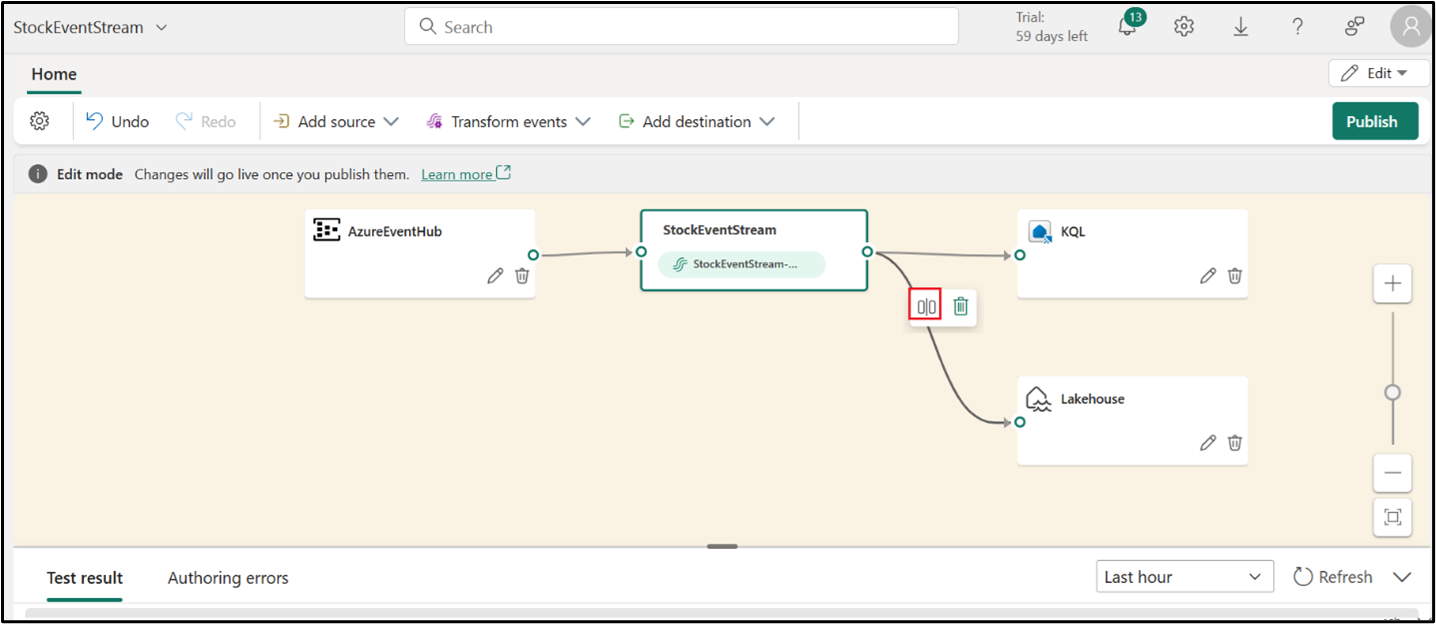 StockEventStream
Search
Trial:
59 days left
13
Home
Edit
Undo
Redo
Add source
Transform events
Add destination
Publish
Edit mode Changes will go live once you publish them. Learn more
AzureEventHub
StockEventStream
StockEventStream-...
KQL
Lakehouse
Test result
Authoring errors
Last hour
Refresh